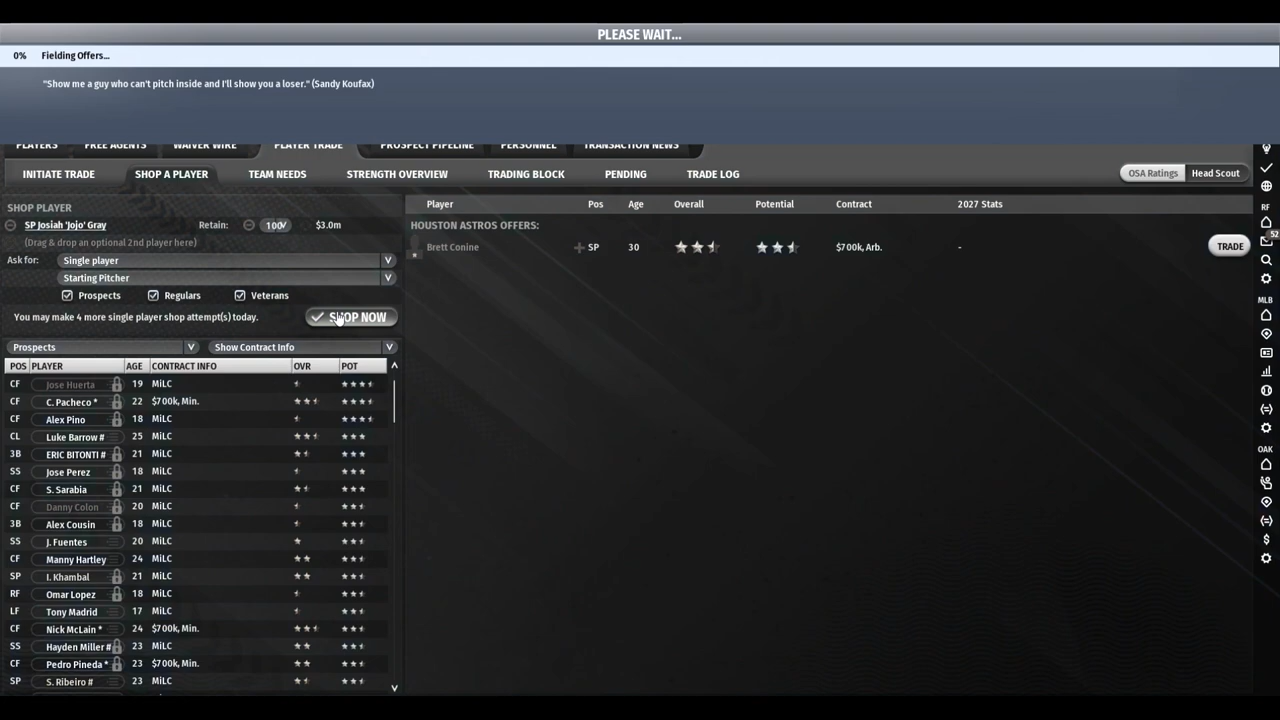 PLEASE WAIT...
0% Fielding Offers...
"Show me a guy who can't pitch inside and I'll show you a loser." (Sandy Koufax)
PLAYERS FREE AGENTS WAIVER WIRE PLAYER TRADE PROSPECT PIPELINE PERSONNEL TRANSACTION NEWS
INITIATE TRADE SHOP A PLAYER TEAM NEEDS STRENGTH OVERVIEW TRADING BLOCK PENDING TRADE LOG OSA Ratings Head Scout
SHOP PLAYER
SP Josiah 'Jojo' Gray Retain: 100% $3.0m
(Drag & drop an optional 2nd player here)
Ask for: Single player
Starting Pitcher
Prospects Regulars Veterans
You may make 4 more single player shop attempt(s) today. SHOP NOW
Prospects Show Contract Info
POS PLAYER AGE CONTRACT INFO OVR POT
CF Jose Huerta 19 MiLC
CF C. Pacheco * 22 $700k, Min.
CF Alex Pino 18 MiLC
CL Luke Barrow # 25 MiLC
3B ERIC BITONTI # 21 MiLC
SS Jose Perez 18 MiLC
CF S. Sarabia 21 MiLC
CF Danny Colon 20 MiLC
3B Alex Cousin 18 MiLC
SS J. Fuentes 20 MiLC
CF Manny Hartley 24 MiLC
SP I. Khambal 21 MiLC
RF Omar Lopez 18 MiLC
LF Tony Madrid 17 MiLC
CF Nick McLain * 24 $700k, Min.
SS Hayden Miller # 23 MiLC
CF Pedro Pineda * 23 $700k, Min.
SP S. Ribeiro # 23 MiLC
Player Pos Age Overall Potential Contract 2027 Stats
HOUSTON ASTROS OFFERS:
Brett Conine SP 30 $700k, Arb. - TRADE
RF
52
MLB
OAK